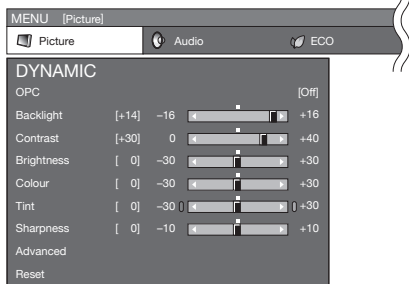 MENU [Picture]
Picture Audio ECO
DYNAMIC
OPC [Off]
Backlight [+14] –16 +16
Contrast [+30] 0 +40
Brightness [ 0] –30 +30
Colour [ 0] –30 +30
Tint [ 0] –30 +30
Sharpness [ 0] –10 +10
Advanced
Reset